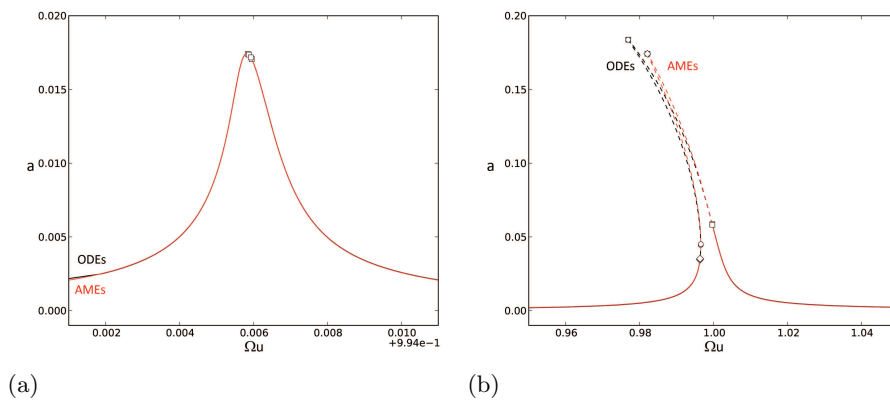 0.020
0.015
0.010
a
0.005
ODEs
AMEs
0.000
0.002
0.004
0.006
0.008
0.010
Ωu
+9.94e−1
(a)
0.20
ODEs
AMEs
0.15
0.10
a
0.05
0.00
0.96
0.98
1.00
1.02
1.04
Ωu
(b)